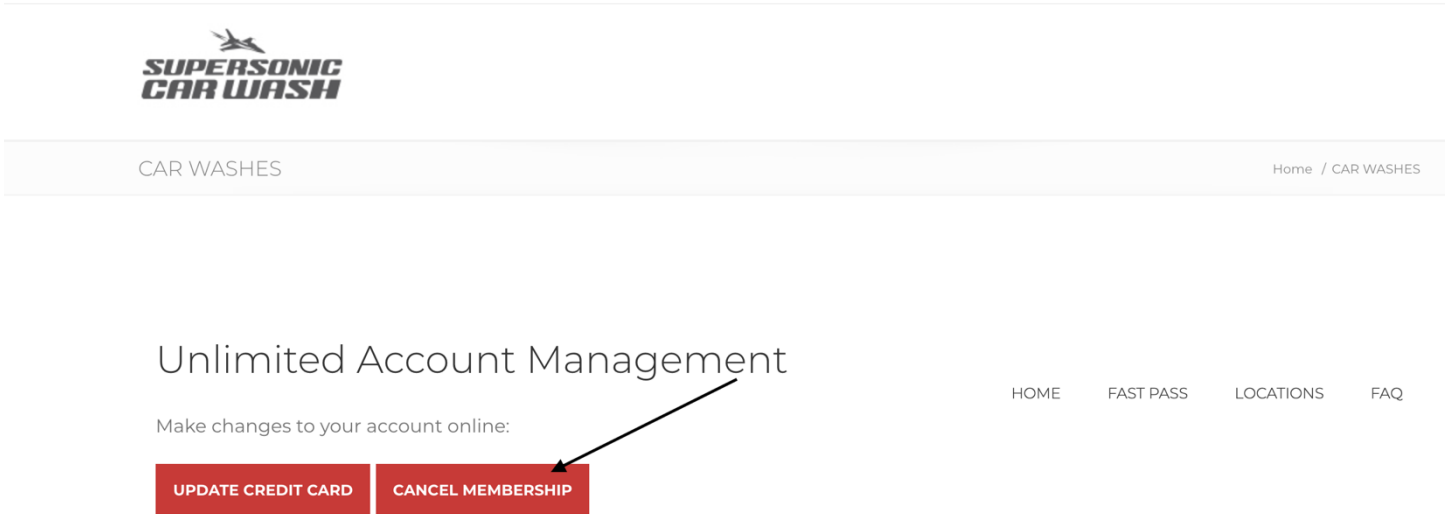 SUPERSONIC
CAR WASH
CAR WASHES
Home / CAR WASHES
Unlimited Account Management
HOME FAST PASS LOCATIONS FAQ
Make changes to your account online:
UPDATE CREDIT CARD CANCEL MEMBERSHIP